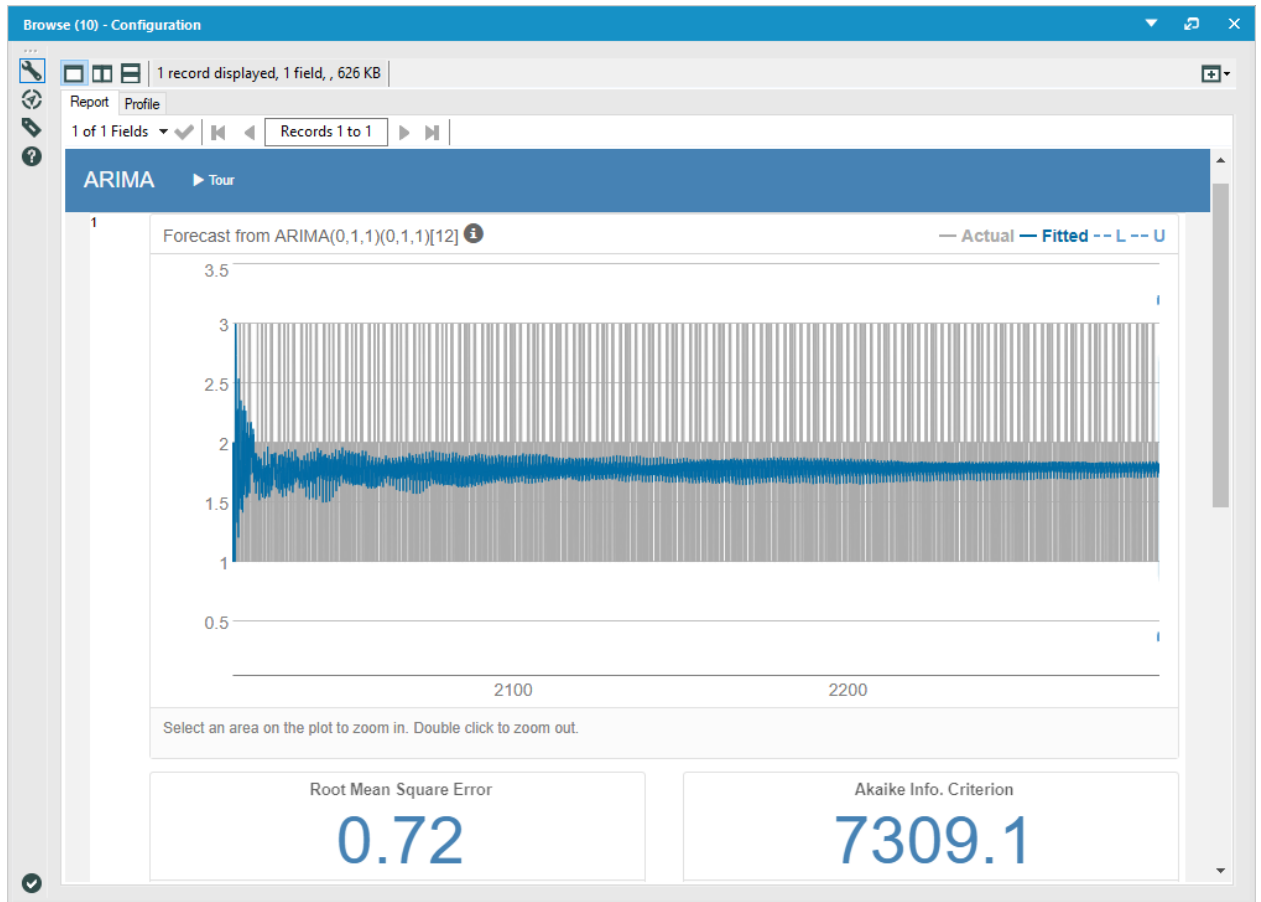 Browse (10) - Configuration
1 record displayed, 1 field, , 626 KB
Report Profile
1 of 1 Fields Records 1 to 1
ARIMA Tour
1
Forecast from ARIMA(0,1,1)(0,1,1)[12] Actual Fitted L U
3.5
3
2.5
2
1.5
1
0.5
2100 2200
Select an area on the plot to zoom in. Double click to zoom out.
Root Mean Square Error Akaike Info. Criterion
0.72 7309.1